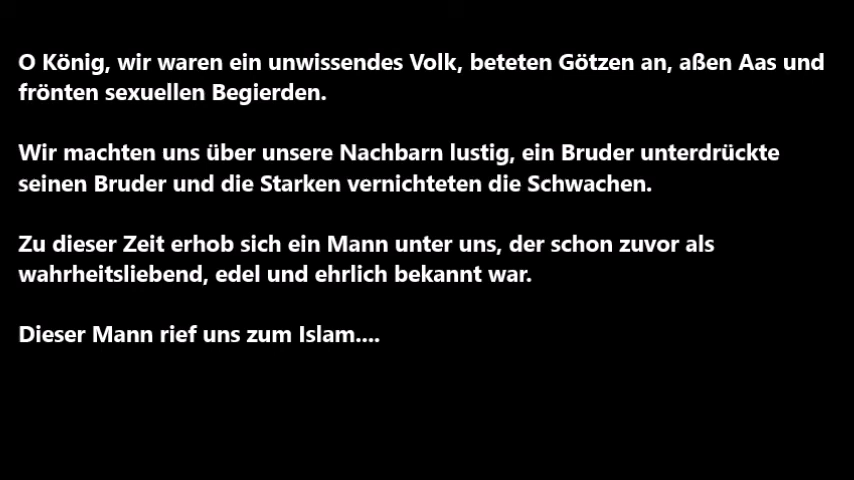 O König, wir waren ein unwissendes Volk, beteten Götzen an, aßen Aas und
frönten sexuellen Begierden.
Wir machten uns über unsere Nachbarn lustig, ein Bruder unterdrückte
seinen Bruder und die Starken vernichteten die Schwachen.
Zu dieser Zeit erhob sich ein Mann unter uns, der schon zuvor als
wahrheitsliebend, edel und ehrlich bekannt war.
Dieser Mann rief uns zum Islam....